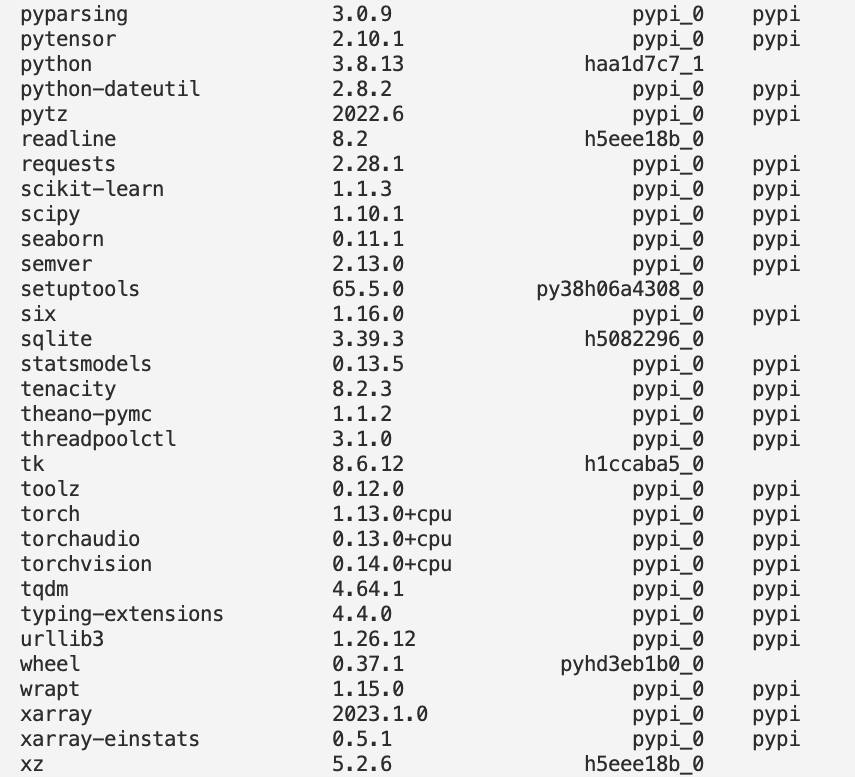 pyparsing 3.0.9 pypi_0 pypi
pytensor 2.10.1 pypi_0 pypi
python 3.8.13 haa1d7c7_1
python-dateutil 2.8.2 pypi_0 pypi
pytz 2022.6 pypi_0 pypi
readline 8.2 h5eee18b_0
requests 2.28.1 pypi_0 pypi
scikit-learn 1.1.3 pypi_0 pypi
scipy 1.10.1 pypi_0 pypi
seaborn 0.11.1 pypi_0 pypi
semver 2.13.0 pypi_0 pypi
setuptools 65.5.0 py38h06a4308_0
six 1.16.0 pypi_0 pypi
sqlite 3.39.3 h5082296_0
statsmodels 0.13.5 pypi_0 pypi
tenacity 8.2.3 pypi_0 pypi
theano-pymc 1.1.2 pypi_0 pypi
threadpoolctl 3.1.0 pypi_0 pypi
tk 8.6.12 h1ccaba5_0
toolz 0.12.0 pypi_0 pypi
torch 1.13.0+cpu pypi_0 pypi
torchaudio 0.13.0+cpu pypi_0 pypi
torchvision 0.14.0+cpu pypi_0 pypi
tqdm 4.64.1 pypi_0 pypi
typing-extensions 4.4.0 pypi_0 pypi
urllib3 1.26.12 pypi_0 pypi
wheel 0.37.1 pyhd3eb1b0_0
wrapt 1.15.0 pypi_0 pypi
xarray 2023.1.0 pypi_0 pypi
xarray-einstats 0.5.1 pypi_0 pypi
xz 5.2.6 h5eee18b_0